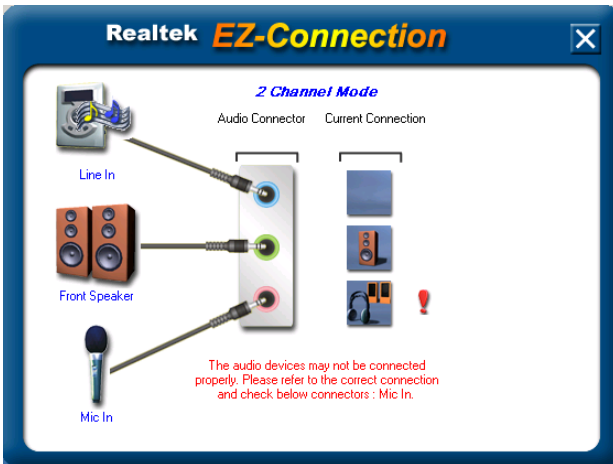 Realtek EZ-Connection
2 Channel Mode
Audio Connector Current Connection
Line In
Front Speaker
Mic In
The audio devices may not be connected
properly. Please refer to the correct connection
and check below connectors : Mic In.